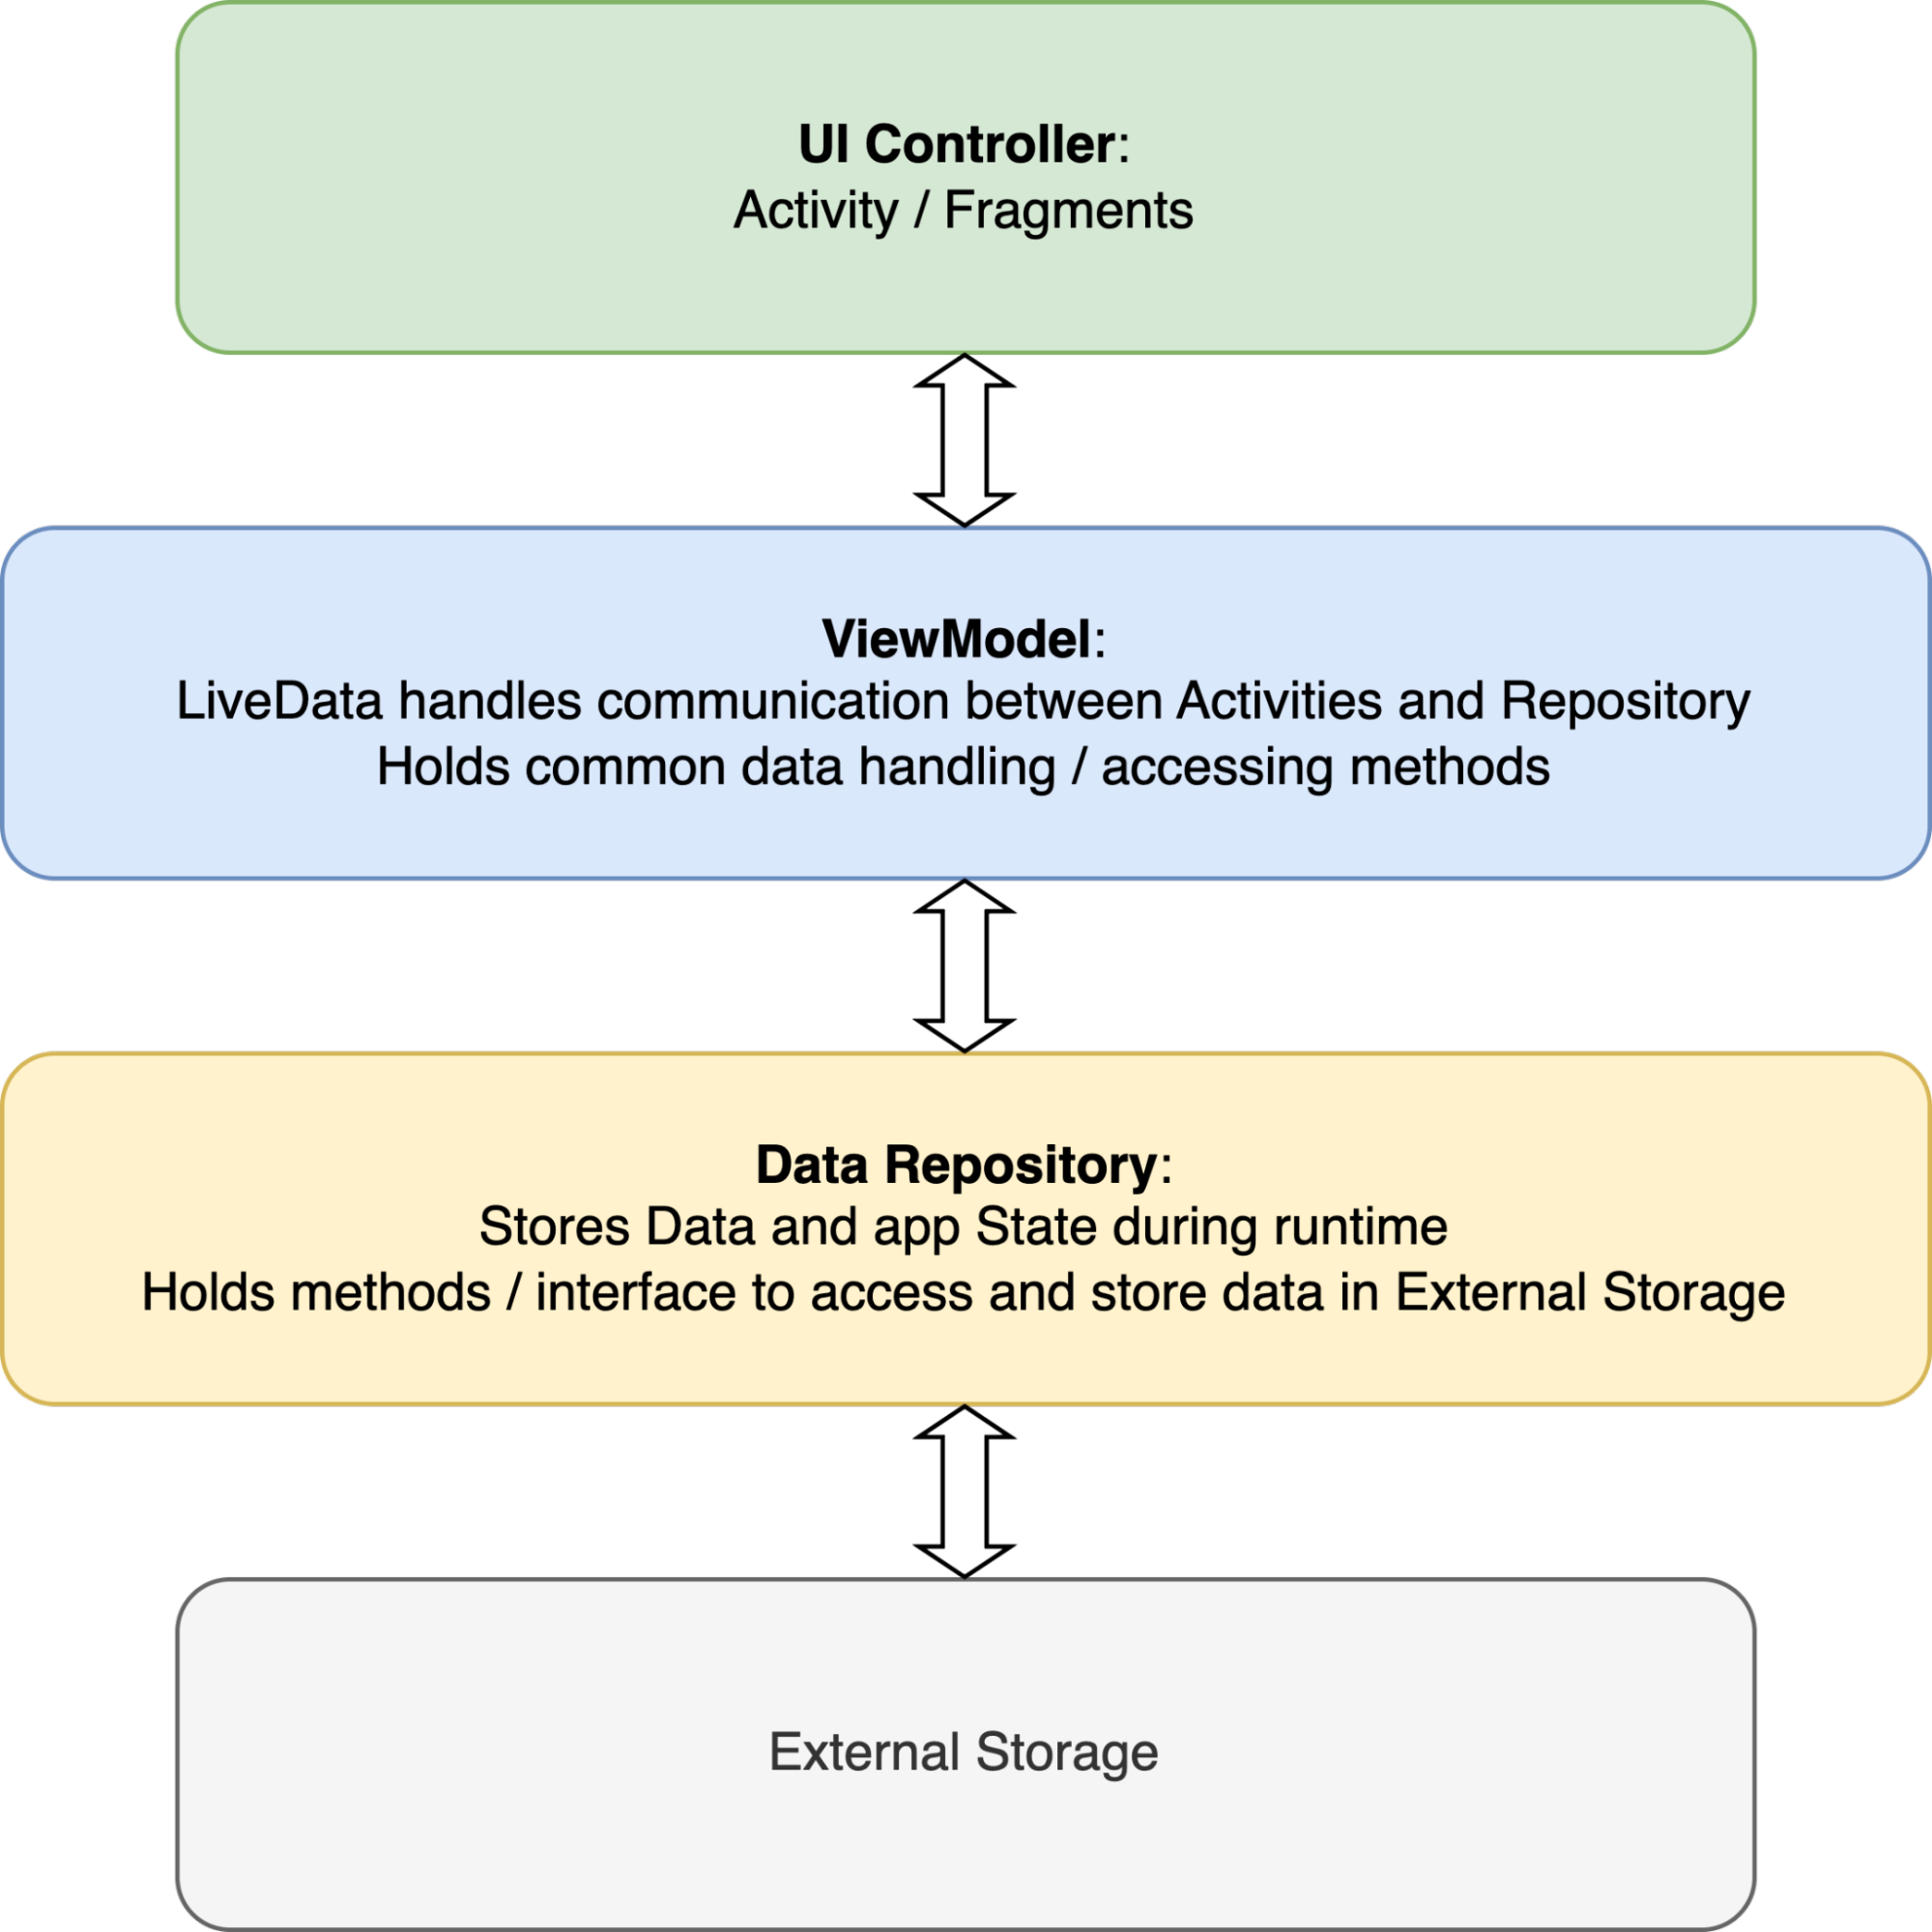 UI Controller:
Activity / Fragments
ViewModel:
LiveData handles communication between Activities and Repository
Holds common data handling / accessing methods
Data Repository:
Stores Data and app State during runtime
Holds methods / interface to access and store data in External Storage
External Storage